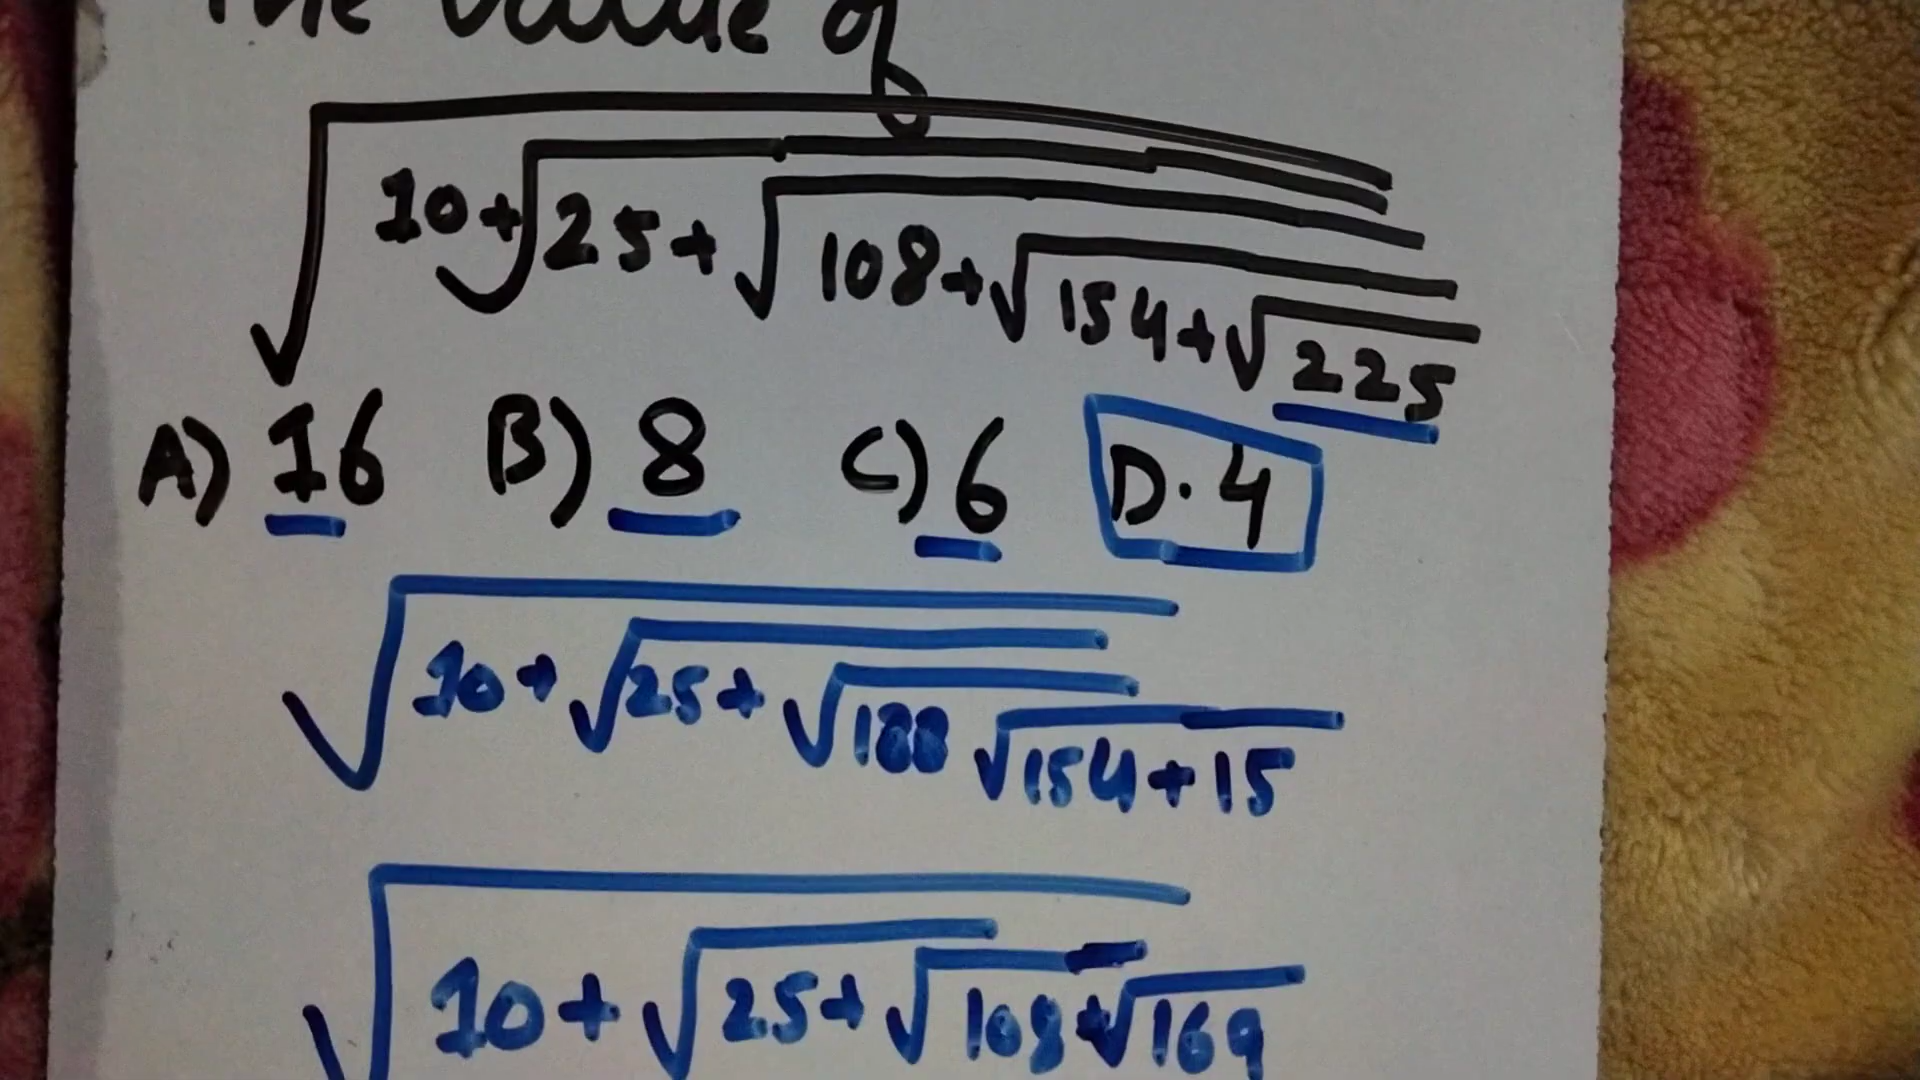 The value of
√10+√25+√108+√154+√225
A) 16 B) 8 C) 6 D. 4
√10+√25+√188 √154+15
√10+√25+√108+√169